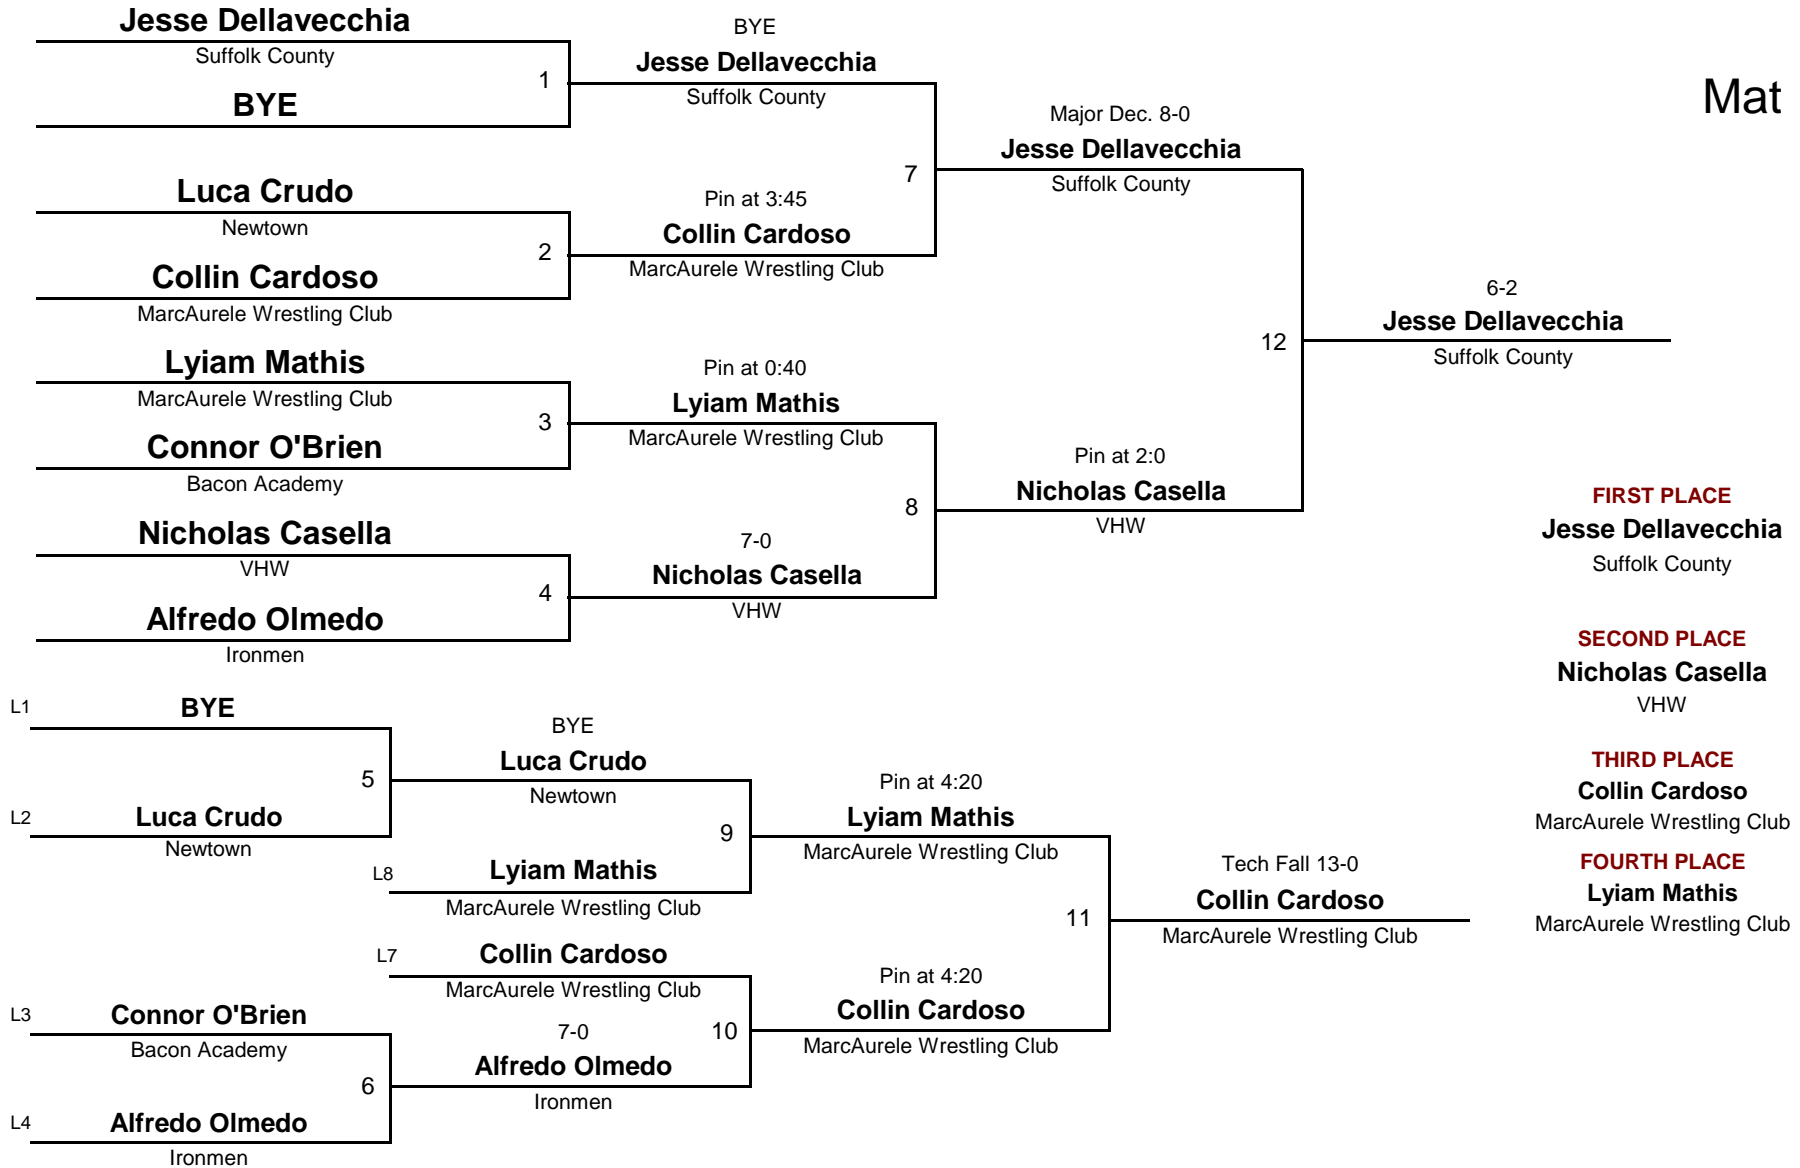 Jesse Dellavecchia
Suffolk County
1
BYE
BYE
Jesse Dellavecchia
Suffolk County
Mat
Luca Crudo
Newtown
2
Collin Cardoso
MarcAurele Wrestling Club
Pin at 3:45
Collin Cardoso
MarcAurele Wrestling Club
7
Major Dec. 8-0
Jesse Dellavecchia
Suffolk County
Lyiam Mathis
MarcAurele Wrestling Club
3
Connor O'Brien
Bacon Academy
Pin at 0:40
Lyiam Mathis
MarcAurele Wrestling Club
Nicholas Casella
VHW
4
Alfredo Olmedo
Ironmen
7-0
Nicholas Casella
VHW
8
Pin at 2:0
Nicholas Casella
VHW
12
6-2
Jesse Dellavecchia
Suffolk County
FIRST PLACE
Jesse Dellavecchia
Suffolk County
SECOND PLACE
Nicholas Casella
VHW
THIRD PLACE
Collin Cardoso
MarcAurele Wrestling Club
FOURTH PLACE
Lyiam Mathis
MarcAurele Wrestling Club
L1
BYE
5
L2
Luca Crudo
Newtown
BYE
Luca Crudo
Newtown
9
L8
Lyiam Mathis
MarcAurele Wrestling Club
Pin at 4:20
Lyiam Mathis
MarcAurele Wrestling Club
L7
Collin Cardoso
MarcAurele Wrestling Club
10
L3
Connor O'Brien
Bacon Academy
6
L4
Alfredo Olmedo
Ironmen
7-0
Alfredo Olmedo
Ironmen
Pin at 4:20
Collin Cardoso
MarcAurele Wrestling Club
11
Tech Fall 13-0
Collin Cardoso
MarcAurele Wrestling Club